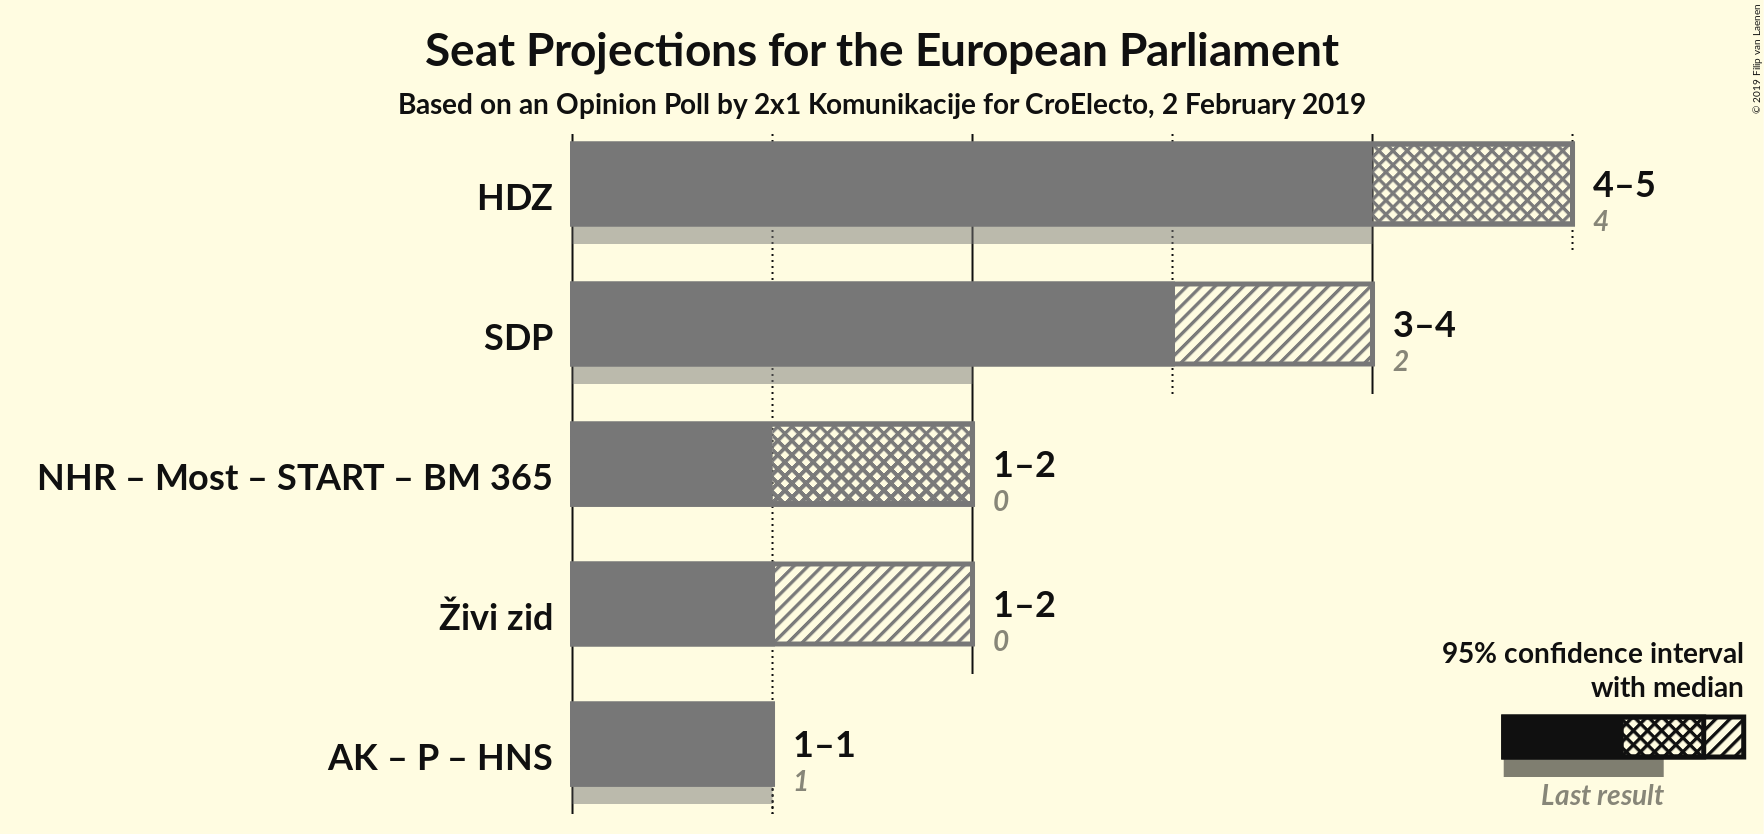 Seat Projections for the European Parliament
Based on an Opinion Poll by 2x1 Komunikacije for CroElecto, 2 February 2019
© 2019 Filip van Laenen
HDZ
4–5
4
SDP
3–4
2
NHR – Most – START – BM 365
1–2
0
Živi zid
1–2
0
AK – P – HNS
1–1
1
95% confidence interval
with median
Last result